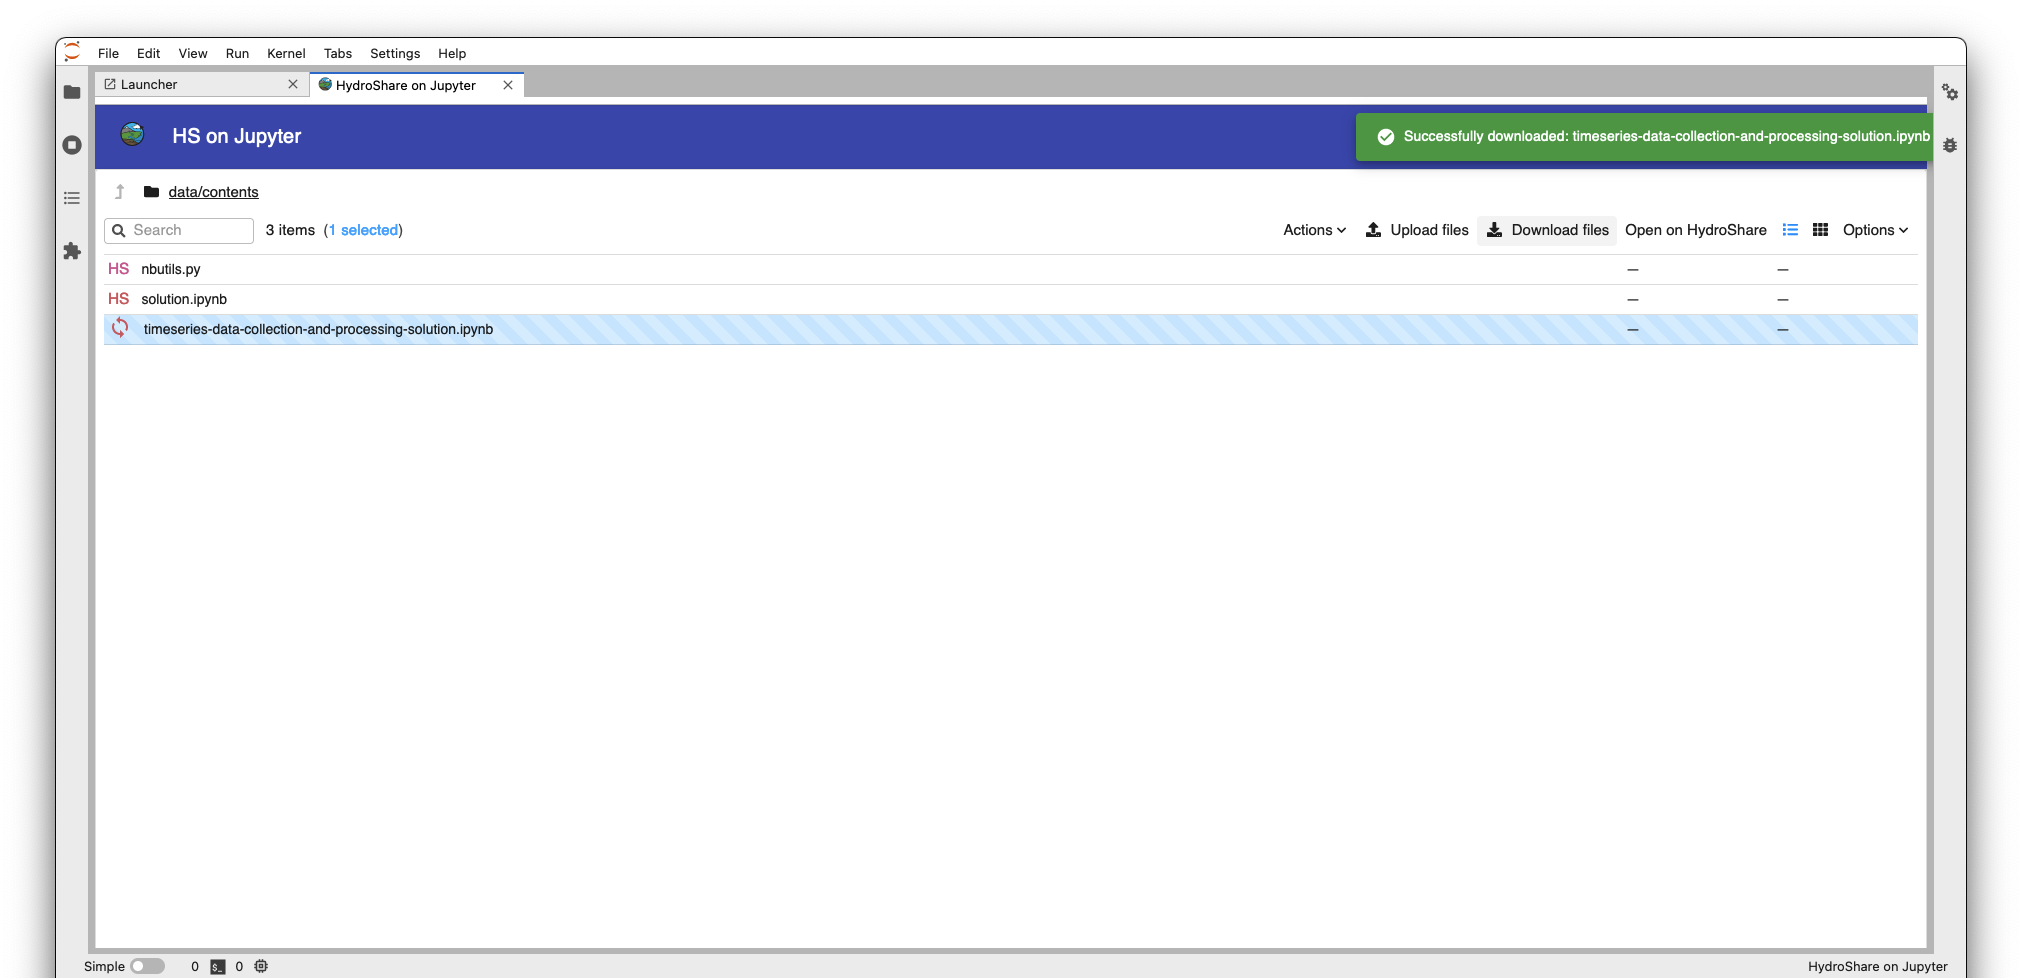 File Edit View Run Kernel Tabs Settings Help
Launcher HydroShare on Jupyter
HS on Jupyter
Successfully downloaded: timeseries-data-collection-and-processing-solution.ipynb
data/contents
Search 3 items (1 selected) Actions Upload files Download files Open on HydroShare Options
HS nbutils.py — —
HS solution.ipynb — —
timeseries-data-collection-and-processing-solution.ipynb — —
Simple 0 $_ 0 HydroShare on Jupyter